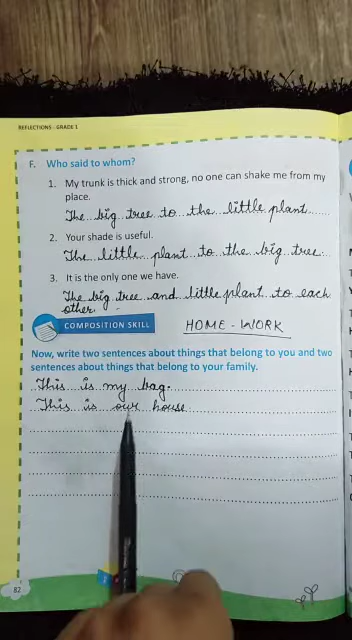 REFLECTIONS - GRADE 1
F. Who said to whom?
1. My trunk is thick and strong, no one can shake me from my
place.
The big tree to the little plant
2. Your shade is useful.
The little plant to the big tree
3. It is the only one we have.
The big tree and little plant to each
other.
COMPOSITION SKILL
HOME-WORK
Now, write two sentences about things that belong to you and two
sentences about things that belong to your family.
This is my bag.
This is our house
82